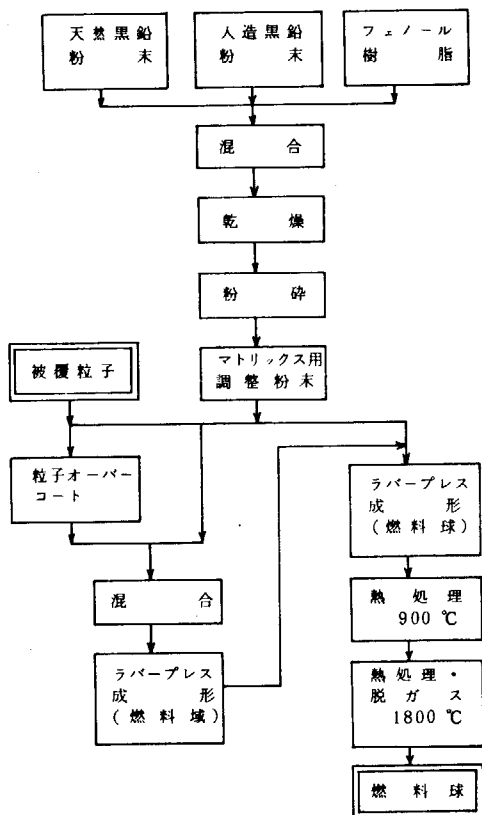 天然黒鉛
粉末
人造黒鉛
粉末
フェノール
樹脂
混合
乾燥
粉砕
マトリックス用
調整粉末
被覆粒子
粒子オーバー
コート
混合
ラバープレス
成形
(燃料域)
ラバープレス
成形
(燃料球)
熱処理
900℃
熱処理・
脱ガス
1800℃
燃料球